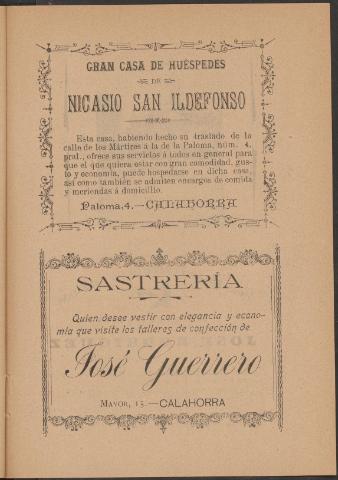 GRAN CASA DE HUÉSPEDES
DE
NICASIO SAN ILDEFONSO
Esta casa, habiendo hecho su traslado de la
calle de los Mártires á la de la Paloma, núm. 4,
pral., ofrece sus servicios á todos en general para
que el que quiera estar con gran comodidad, gus-
to y economía, puede hospedarse en dicha casa,
así como también se admiten encargos de comida
y meriendas á domicilio.
Paloma, 4.—CALAHORRA
SASTRERÍA
Quien desee vestir con elegancia y econo-
mía que visite los talleres de confección de
José Guerrero
MAYOR, 15.—CALAHORRA